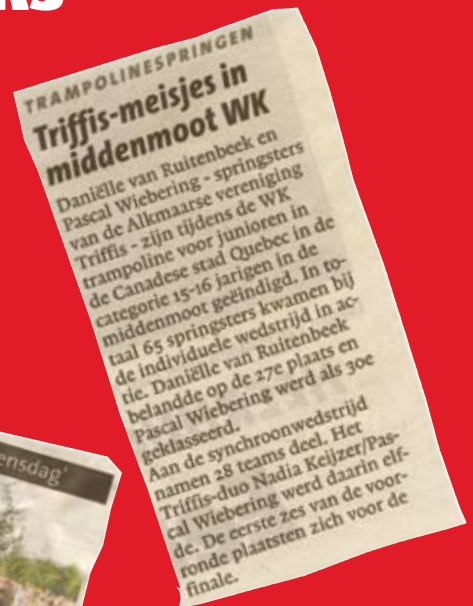 TRAMPOLINESPRINGEN
Triffis-meisjes in
middenmoot WK
Daniëlle van Ruitenbeek en
Pascal Wiebering - springsters
van de Alkmaarse vereniging
Triffis - zijn tijdens de WK
trampoline voor junioren in
de Canadese stad Quebec in de
categorie 15-16 jarigen in de
middenmoot geëindigd. In to-
taal 65 springsters kwamen bij
de individuele wedstrijd in ac-
tie. Daniëlle van Ruitenbeek
belandde op de 27e plaats en
Pascal Wiebering werd als 30e
geklasseerd.
Aan de synchroonwedstrijd
namen 28 teams deel. Het
Triffis-duo Nadia Keijzer/Pas-
cal Wiebering werd daarin elf-
de. De eerste zes van de voor-
ronde plaatsten zich voor de
finale.
ensdag'